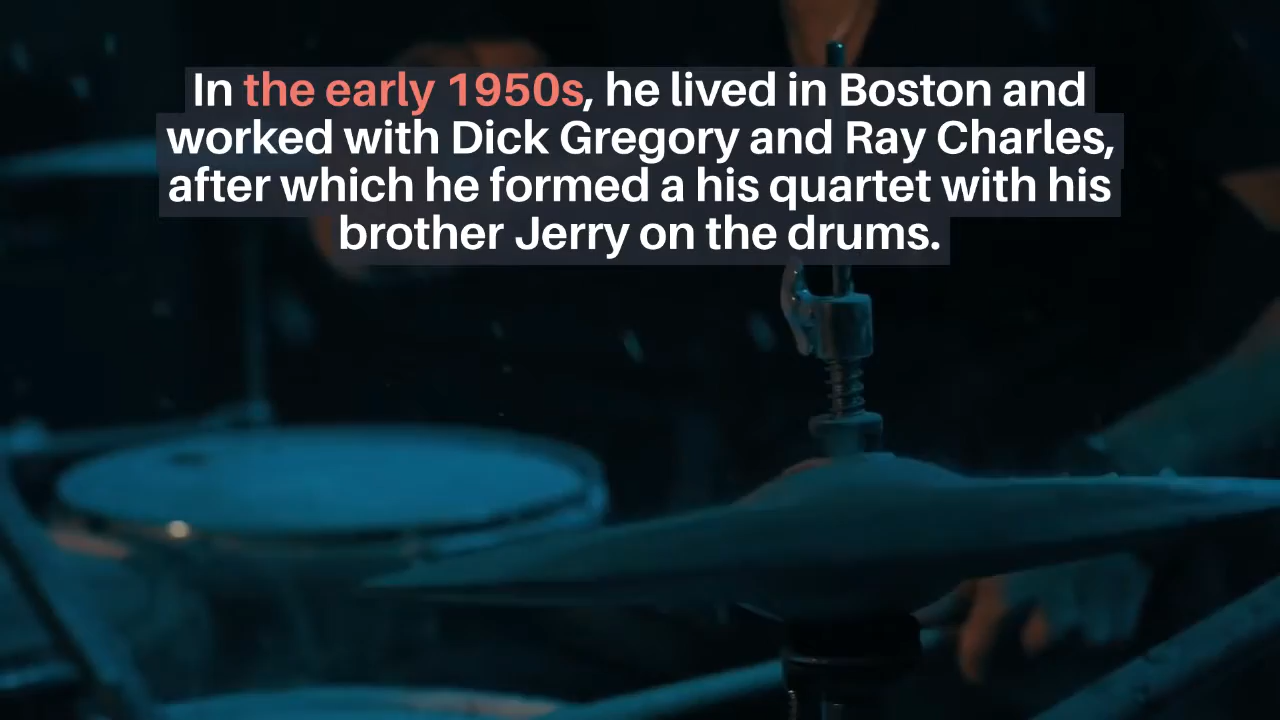 In the early 1950s, he lived in Boston and
worked with Dick Gregory and Ray Charles,
after which he formed a his quartet with his
brother Jerry on the drums.